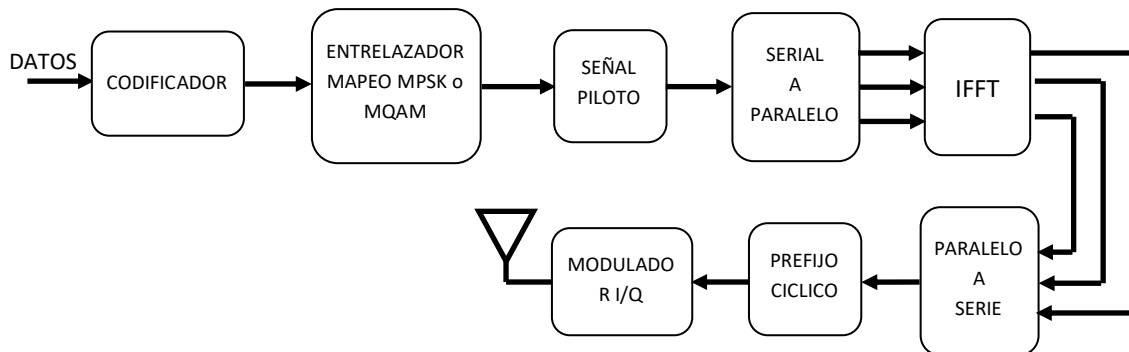 DATOS
CODIFICADOR
ENTRELAZADOR
MAPEO MPSK o
MQAM
SEÑAL
PILOTO
SERIAL
A
PARALELO
IFFT
MODULADO
R I/Q
PREFIJO
CICLICO
PARALELO
A
SERIE